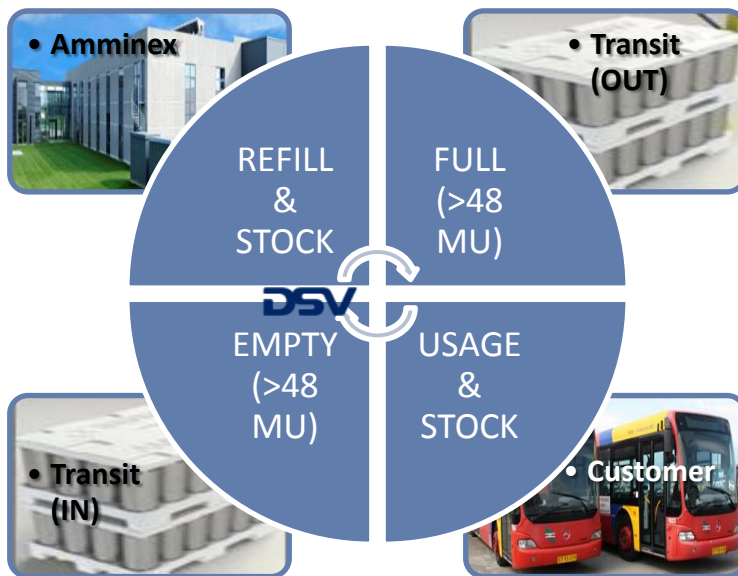 • Amminex
• Transit
(OUT)
REFILL
&
STOCK
FULL
(>48
MU)
DSV
EMPTY
(>48
MU)
USAGE
&
STOCK
• Transit
(IN)
• Customer